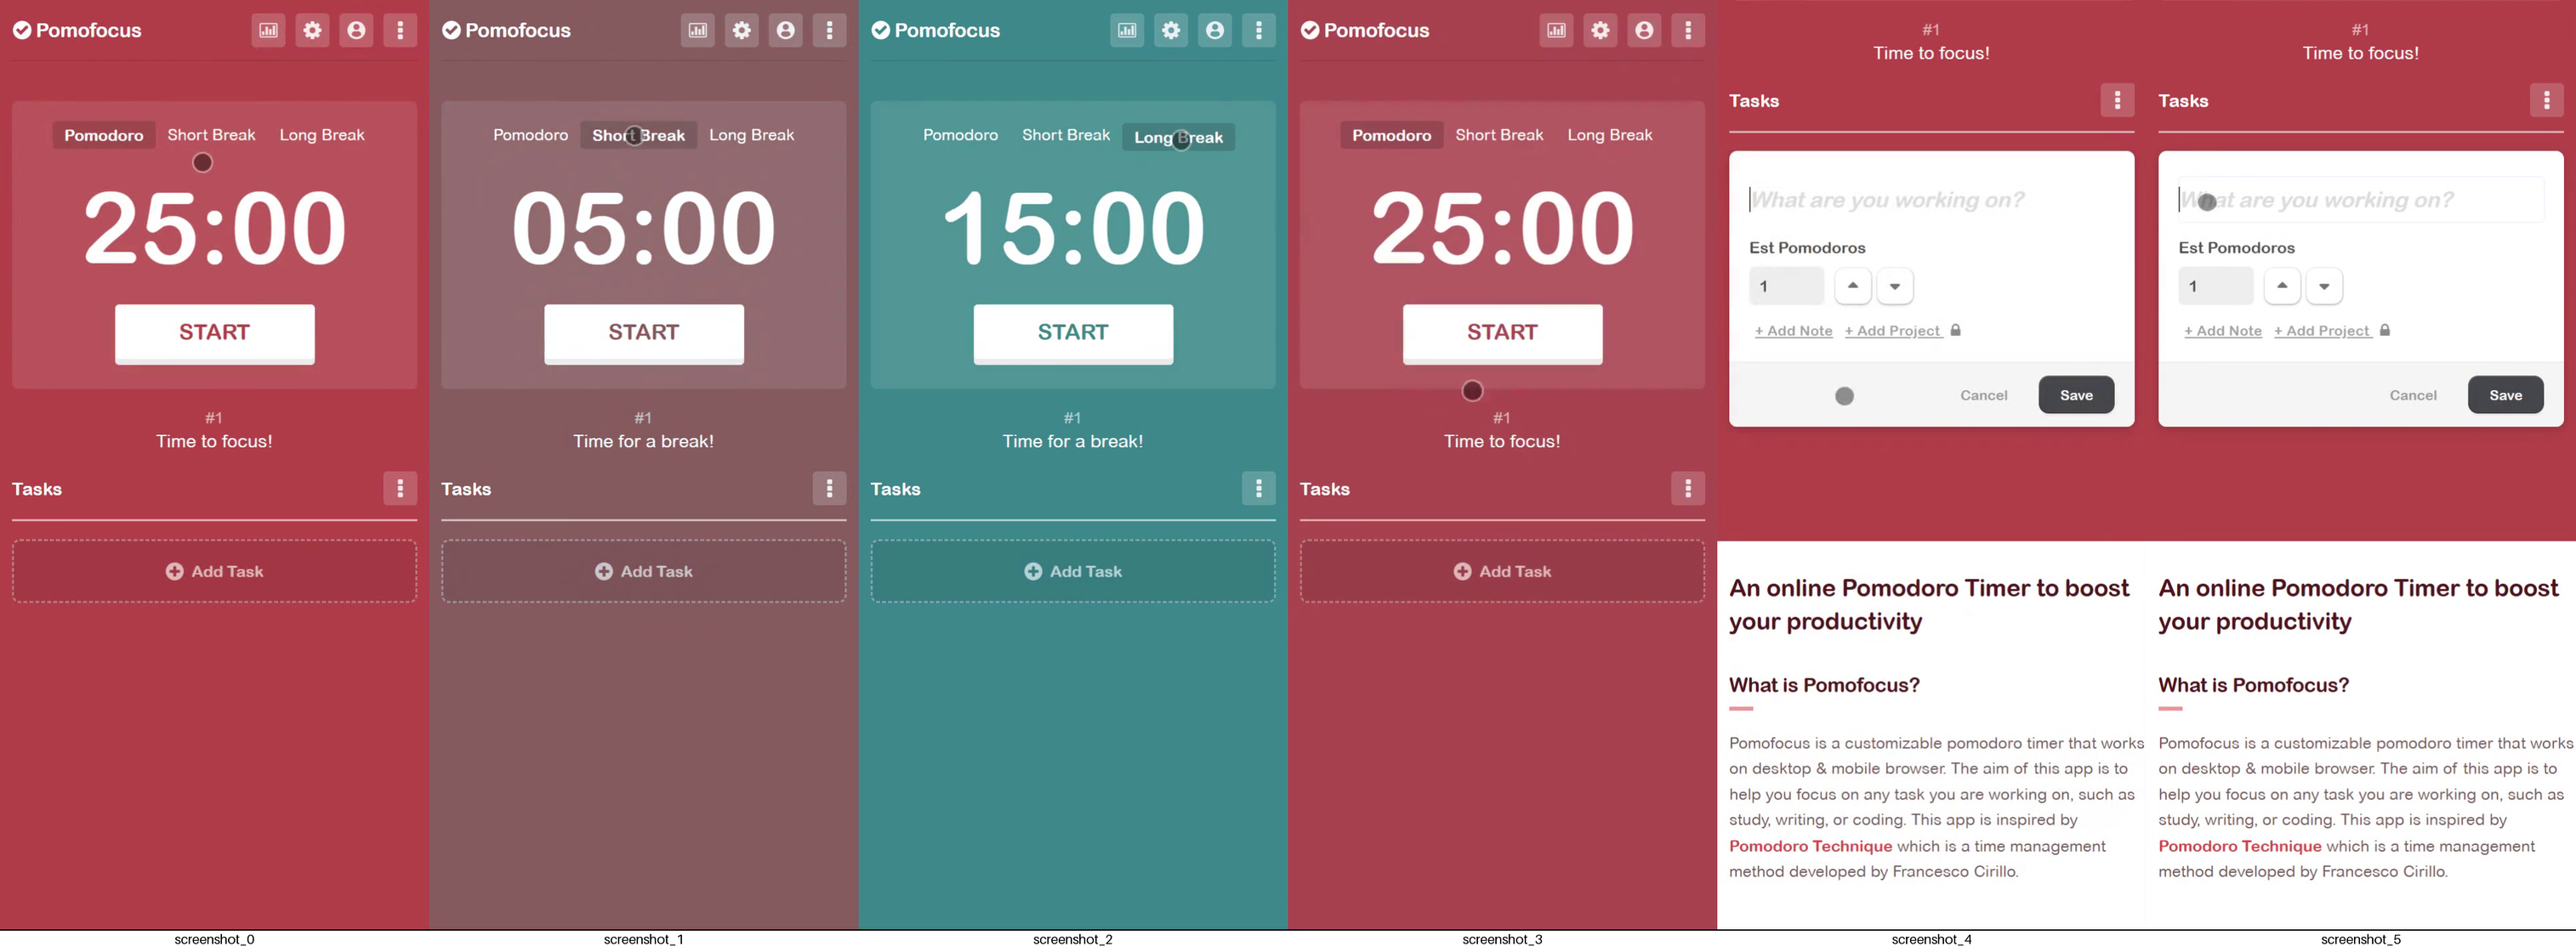 Pomofocus
Pomodoro Short Break Long Break
25:00
START
#1
Time to focus!
Tasks
Add Task
screenshot_0
Pomofocus
Pomodoro Short Break Long Break
05:00
START
#1
Time for a break!
Tasks
Add Task
screenshot_1
Pomofocus
Pomodoro Short Break Long Break
15:00
START
#1
Time for a break!
Tasks
Add Task
screenshot_2
Pomofocus
Pomodoro Short Break Long Break
25:00
START
#1
Time to focus!
Tasks
Add Task
screenshot_3
#1
Time to focus!
Tasks
What are you working on?
Est Pomodoros
1
+ Add Note + Add Project
Cancel Save
An online Pomodoro Timer to boost
your productivity
What is Pomofocus?
Pomofocus is a customizable pomodoro timer that works
on desktop & mobile browser. The aim of this app is to
help you focus on any task you are working on, such as
study, writing, or coding. This app is inspired by
Pomodoro Technique which is a time management
method developed by Francesco Cirillo.
screenshot_4
#1
Time to focus!
Tasks
What are you working on?
Est Pomodoros
1
+ Add Note + Add Project
Cancel Save
An online Pomodoro Timer to boost
your productivity
What is Pomofocus?
Pomofocus is a customizable pomodoro timer that works
on desktop & mobile browser. The aim of this app is to
help you focus on any task you are working on, such as
study, writing, or coding. This app is inspired by
Pomodoro Technique which is a time management
method developed by Francesco Cirillo.
screenshot_5